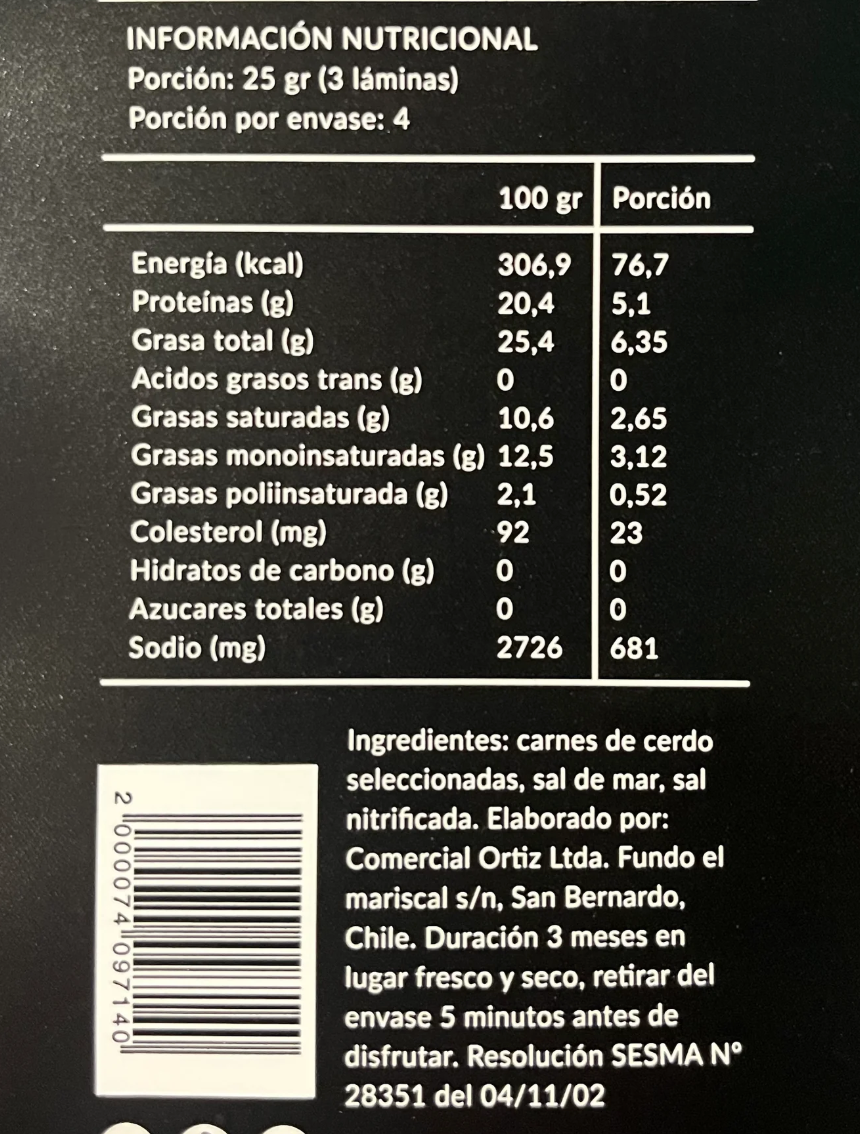 INFORMACIÓN NUTRICIONAL
Porción: 25 gr (3 láminas)
Porción por envase: 4
100 gr Porción
Energía (kcal) 306,9 76,7
Proteínas (g) 20,4 5,1
Grasa total (g) 25,4 6,35
Acidos grasos trans (g) 0 0
Grasas saturadas (g) 10,6 2,65
Grasas monoinsaturadas (g) 12,5 3,12
Grasas poliinsaturada (g) 2,1 0,52
Colesterol (mg) 92 23
Hidratos de carbono (g) 0 0
Azucares totales (g) 0 0
Sodio (mg) 2726 681
Ingredientes: carnes de cerdo
seleccionadas, sal de mar, sal
nitrificada. Elaborado por:
Comercial Ortiz Ltda. Fundo el
mariscal s/n, San Bernardo,
Chile. Duración 3 meses en
lugar fresco y seco, retirar del
envase 5 minutos antes de
disfrutar. Resolución SESMA Nº
28351 del 04/11/02
2 000074 097140